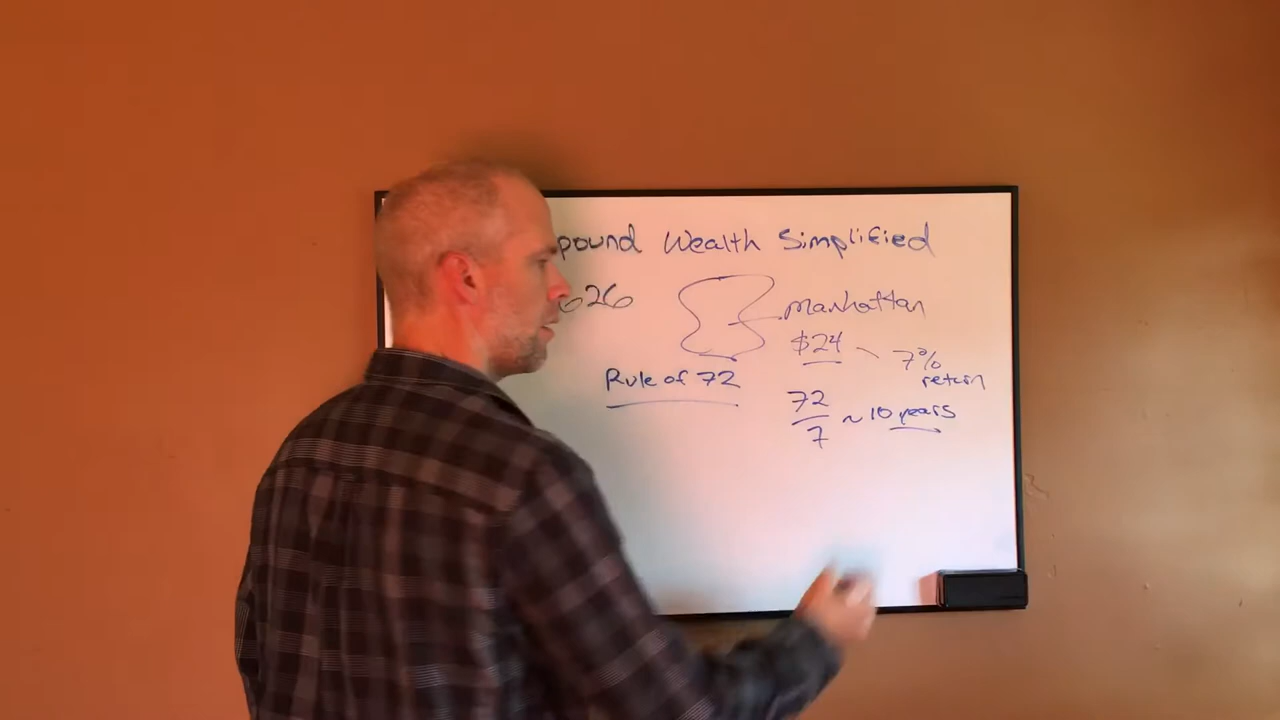 pound Wealth Simplified
626
Manhattan
$24
7%
return
Rule of 72
72
7
~ 10 years